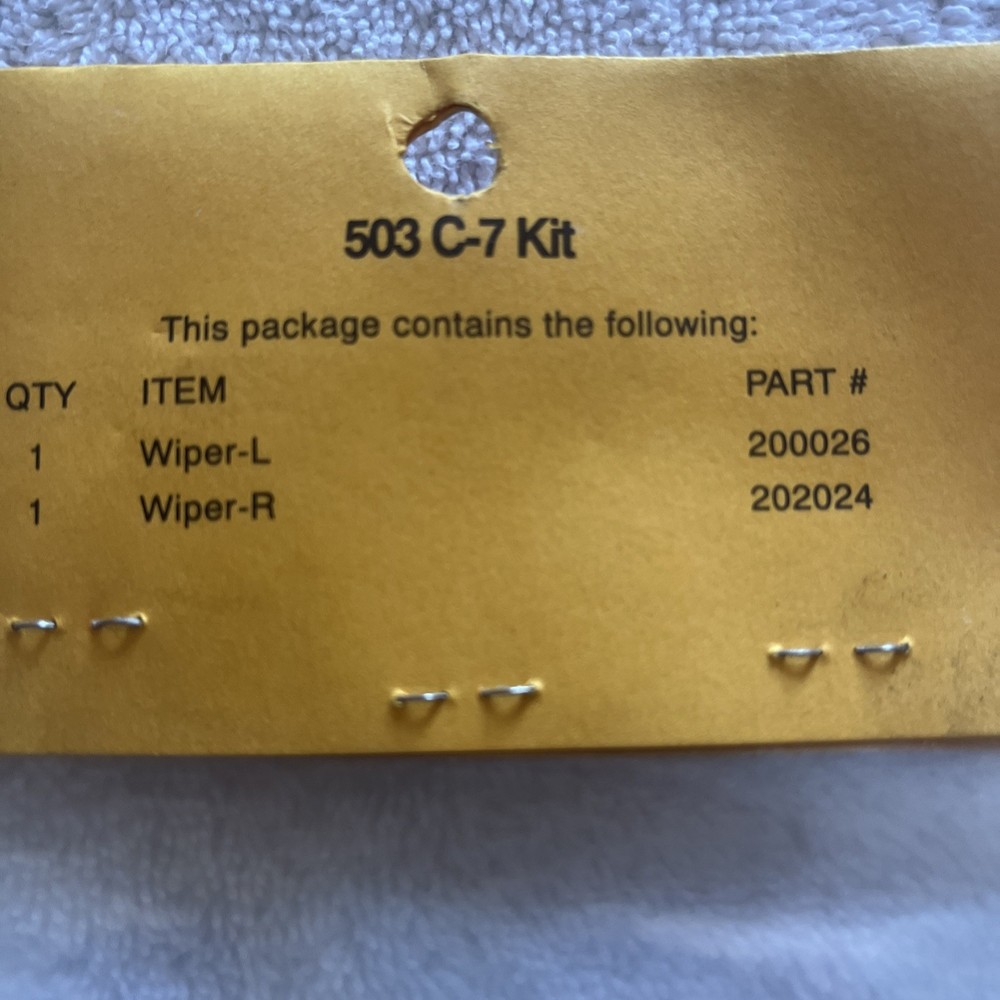 503 C-7 Kit
This package contains the following:
QTY ITEM PART #
1 Wiper-L 200026
1 Wiper-R 202024